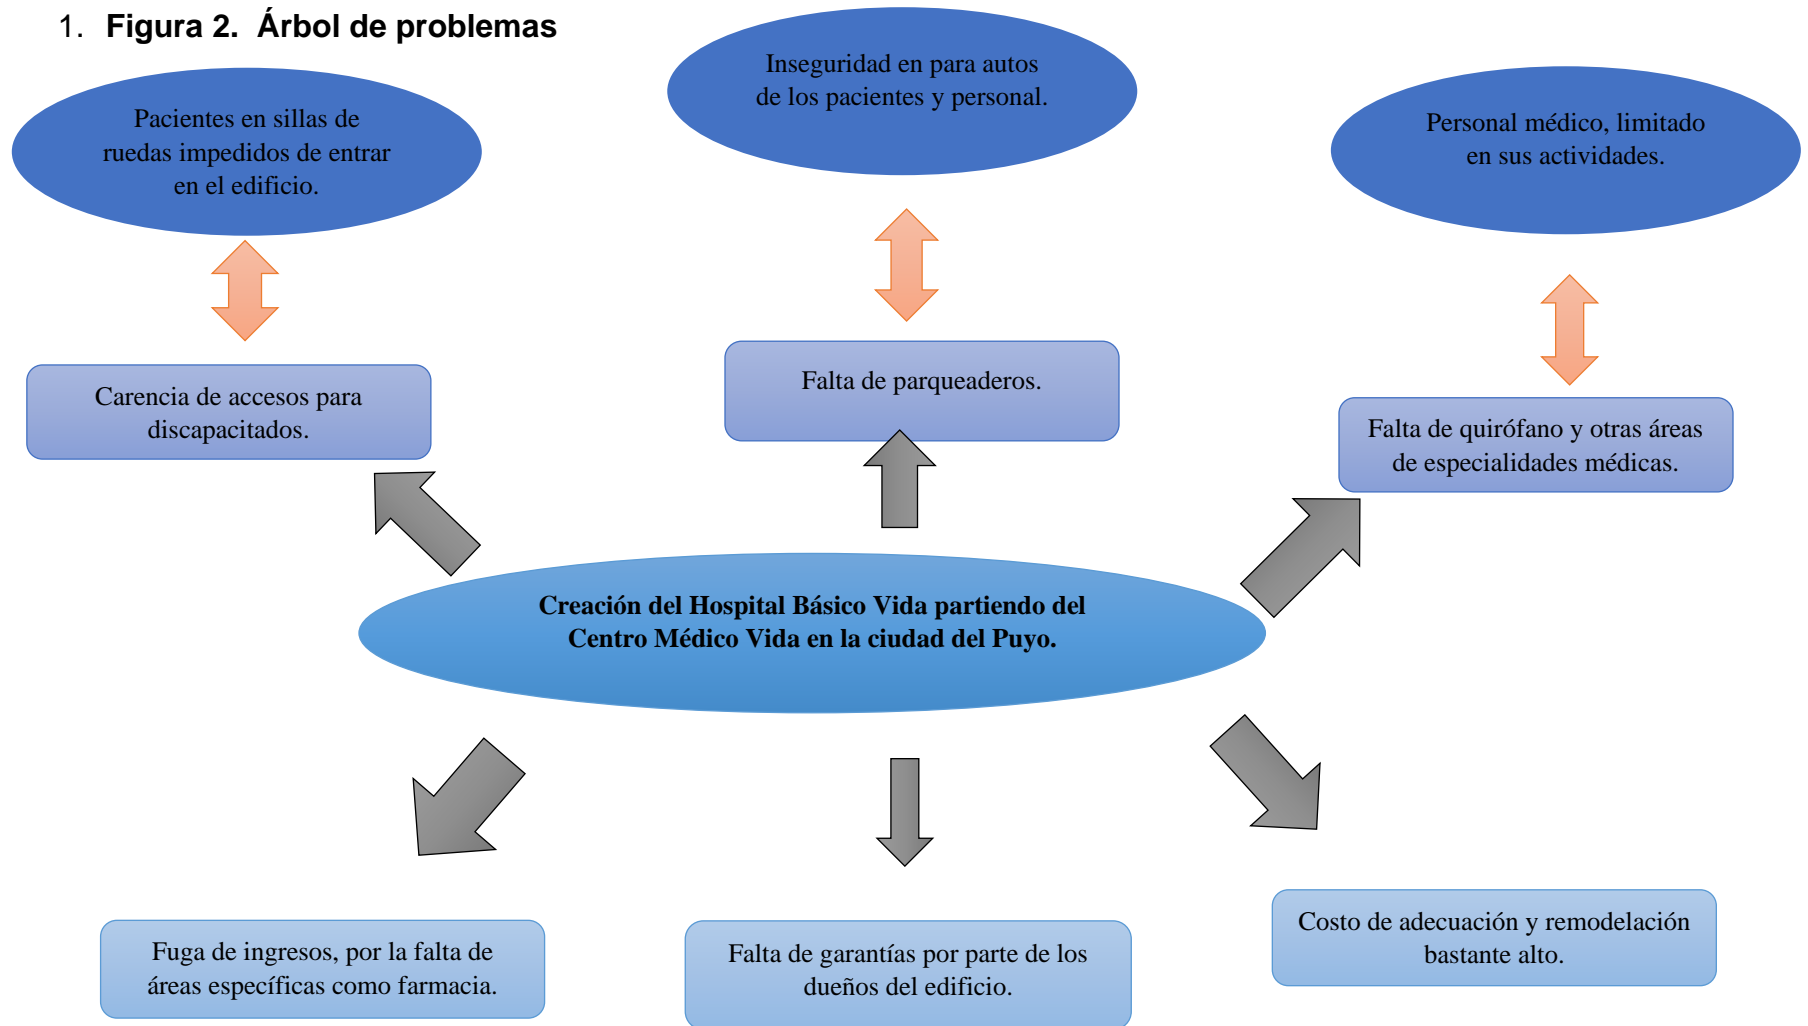 1. Figura 2. Árbol de problemas
Pacientes en sillas de
ruedas impedidos de entrar
en el edificio.
Inseguridad en para autos
de los pacientes y personal.
Personal médico, limitado
en sus actividades.
Carencia de accesos para
discapacitados.
Falta de parqueaderos.
Falta de quirófano y otras áreas
de especialidades médicas.
Creación del Hospital Básico Vida partiendo del
Centro Médico Vida en la ciudad del Puyo.
Fuga de ingresos, por la falta de
áreas específicas como farmacia.
Falta de garantías por parte de los
dueños del edificio.
Costo de adecuación y remodelación
bastante alto.